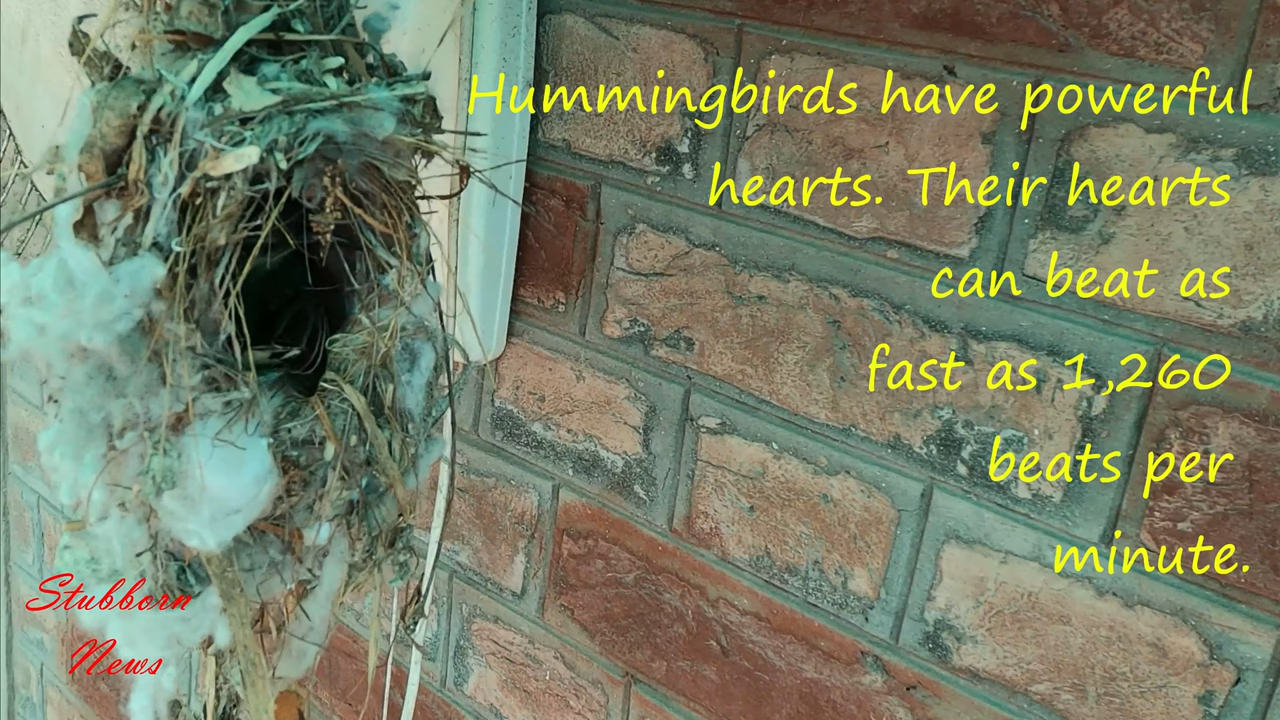 Hummingbirds have powerful
hearts. Their hearts
can beat as
fast as 1,260
beats per
minute.
Stubborn
News